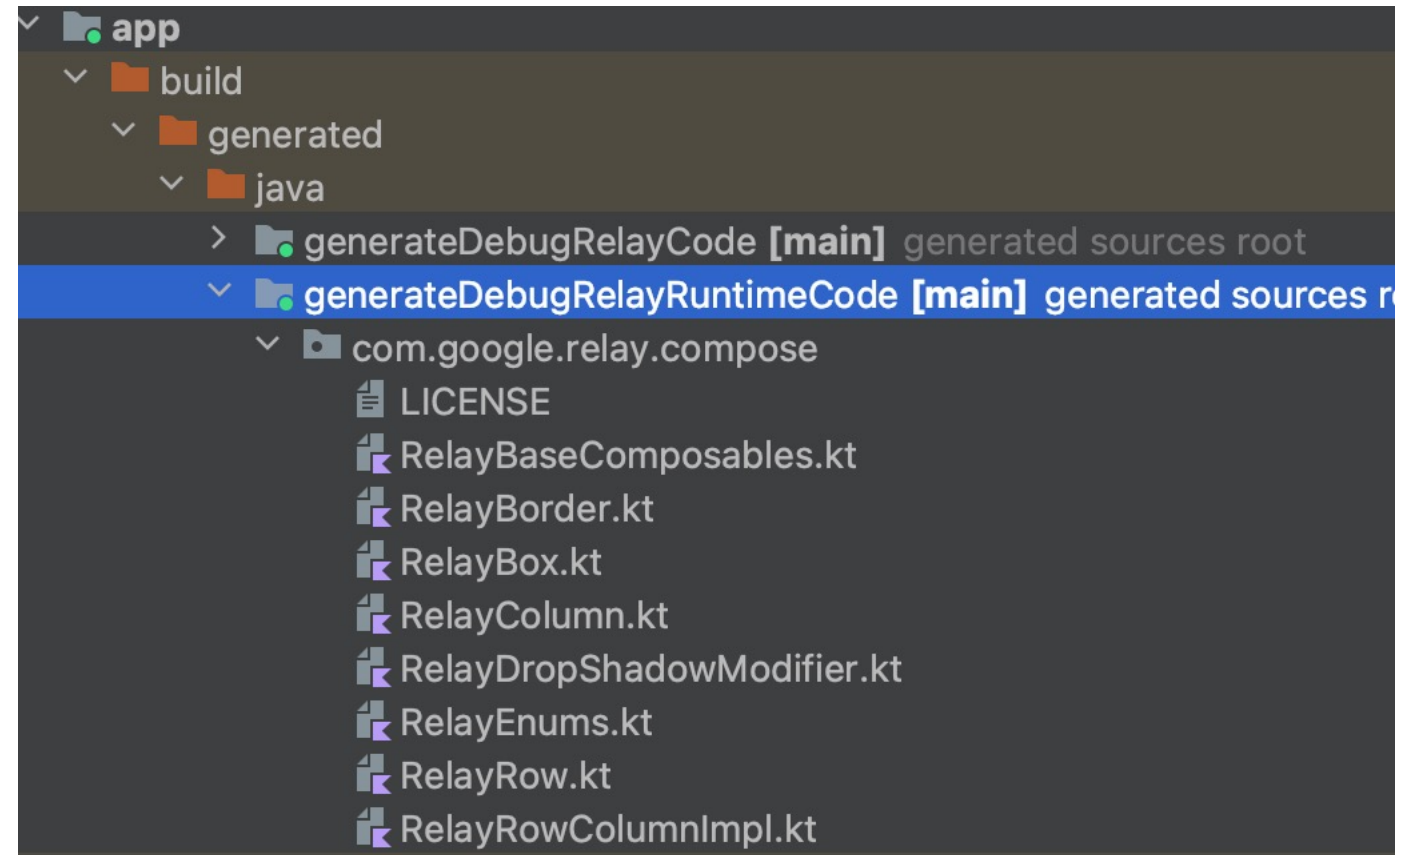 app
build
generated
java
generateDebugRelayCode [main] generated sources root
generateDebugRelayRuntimeCode [main] generated sources r
com.google.relay.compose
LICENSE
RelayBaseComposables.kt
RelayBorder.kt
RelayBox.kt
RelayColumn.kt
RelayDropShadowModifier.kt
RelayEnums.kt
RelayRow.kt
RelayRowColumnImpl.kt